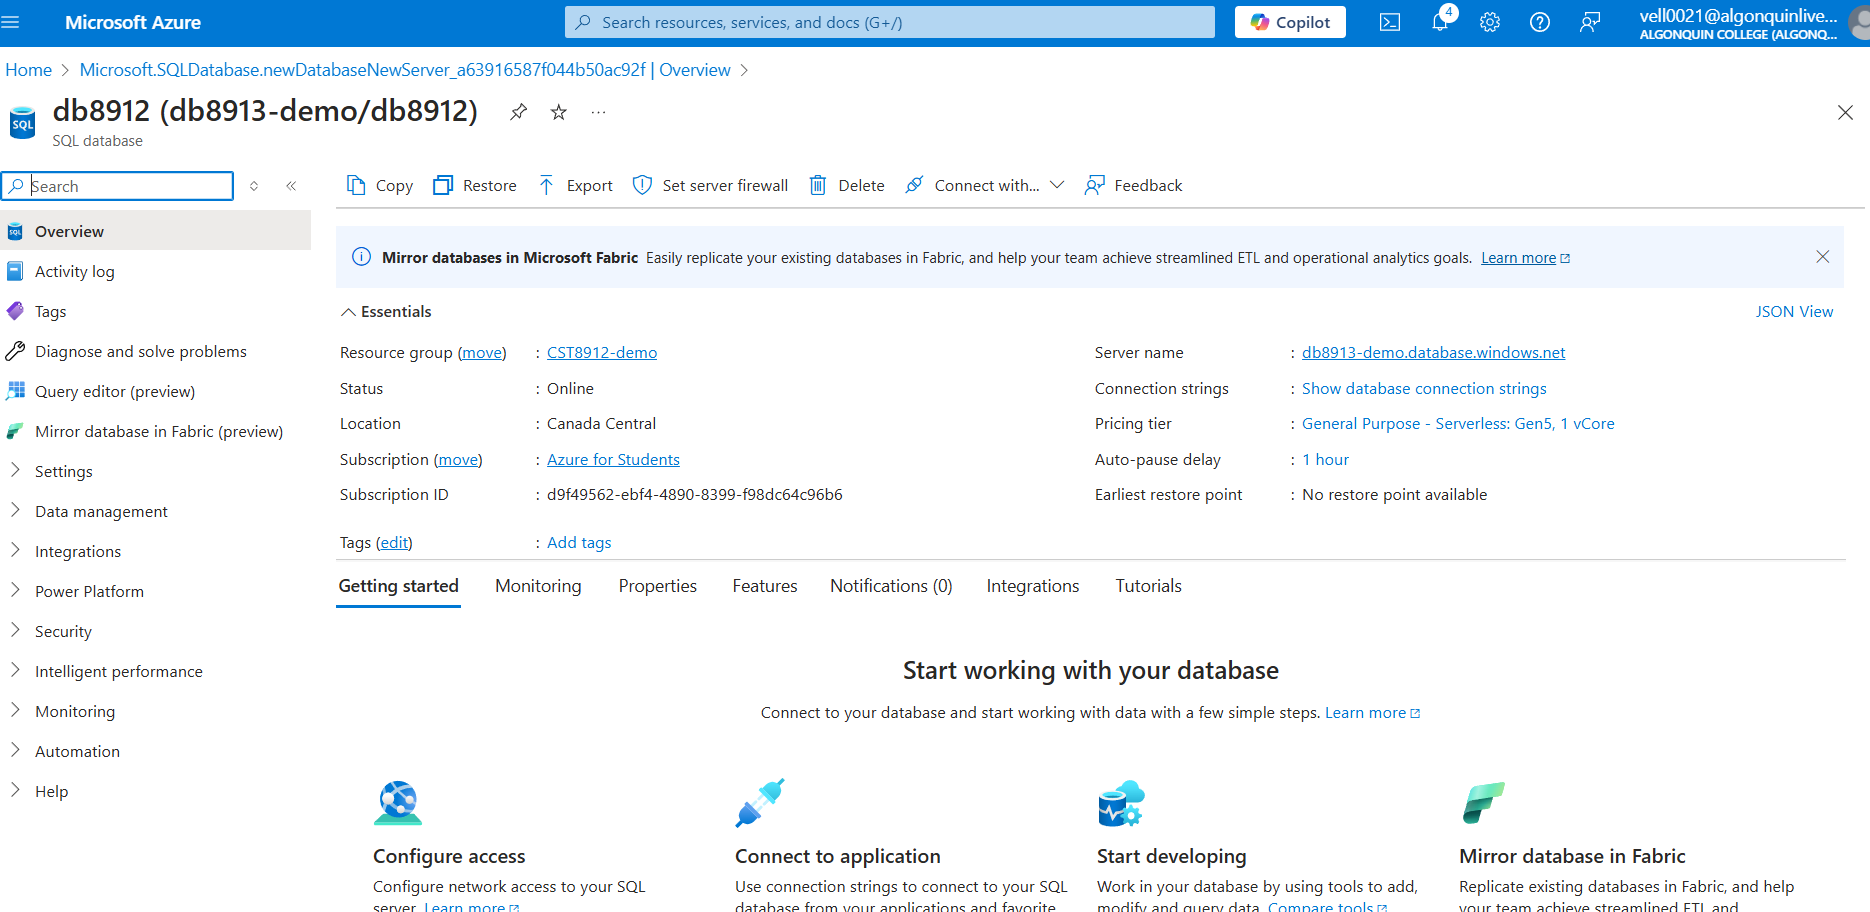 Microsoft Azure
Search resources, services, and docs (G+/)
Copilot
4
vell0021@algonquinlive...
ALGONQUIN COLLEGE (ALGONQ...
Home > Microsoft.SQLDatabase.newDatabaseNewServer_a63916587f044b50ac92f | Overview >
SQL
db8912 (db8913-demo/db8912)
...
SQL database
Search
Copy
Restore
Export
Set server firewall
Delete
Connect with...
Feedback
Overview
Activity log
Tags
Diagnose and solve problems
Query editor (preview)
Mirror database in Fabric (preview)
Settings
Data management
Integrations
Power Platform
Security
Intelligent performance
Monitoring
Automation
Help
Mirror databases in Microsoft Fabric Easily replicate your existing databases in Fabric, and help your team achieve streamlined ETL and operational analytics goals. Learn more
Essentials
JSON View
Resource group (move) : CST8912-demo
Status : Online
Location : Canada Central
Subscription (move) : Azure for Students
Subscription ID : d9f49562-ebf4-4890-8399-f98dc64c96b6
Tags (edit) : Add tags
Server name : db8913-demo.database.windows.net
Connection strings : Show database connection strings
Pricing tier : General Purpose - Serverless: Gen5, 1 vCore
Auto-pause delay : 1 hour
Earliest restore point : No restore point available
Getting started
Monitoring
Properties
Features
Notifications (0)
Integrations
Tutorials
Start working with your database
Connect to your database and start working with data with a few simple steps. Learn more
Configure access
Configure network access to your SQL
server. Learn more
Connect to application
Use connection strings to connect to your SQL
database from your applications and favorite
Start developing
Work in your database by using tools to add,
modify and query data. Compare tools
Mirror database in Fabric
Replicate existing databases in Fabric, and help
your team achieve streamlined ETL and